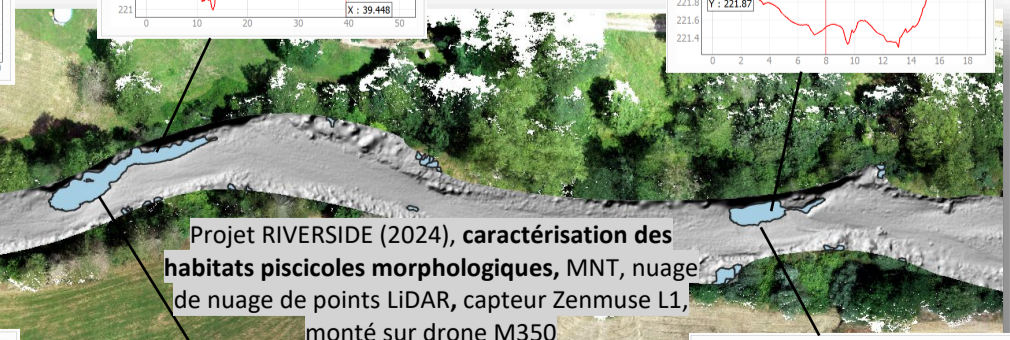 221
0 10 20 30 40 50
X : 39.448
221.8
221.6
221.4
Y : 221.87
0 2 4 6 8 10 12 14 16 18
Projet RIVERSIDE (2024), caractérisation des
habitats piscicoles morphologiques, MNT, nuage
de nuage de points LiDAR, capteur Zenmuse L1,
monté sur drone M350